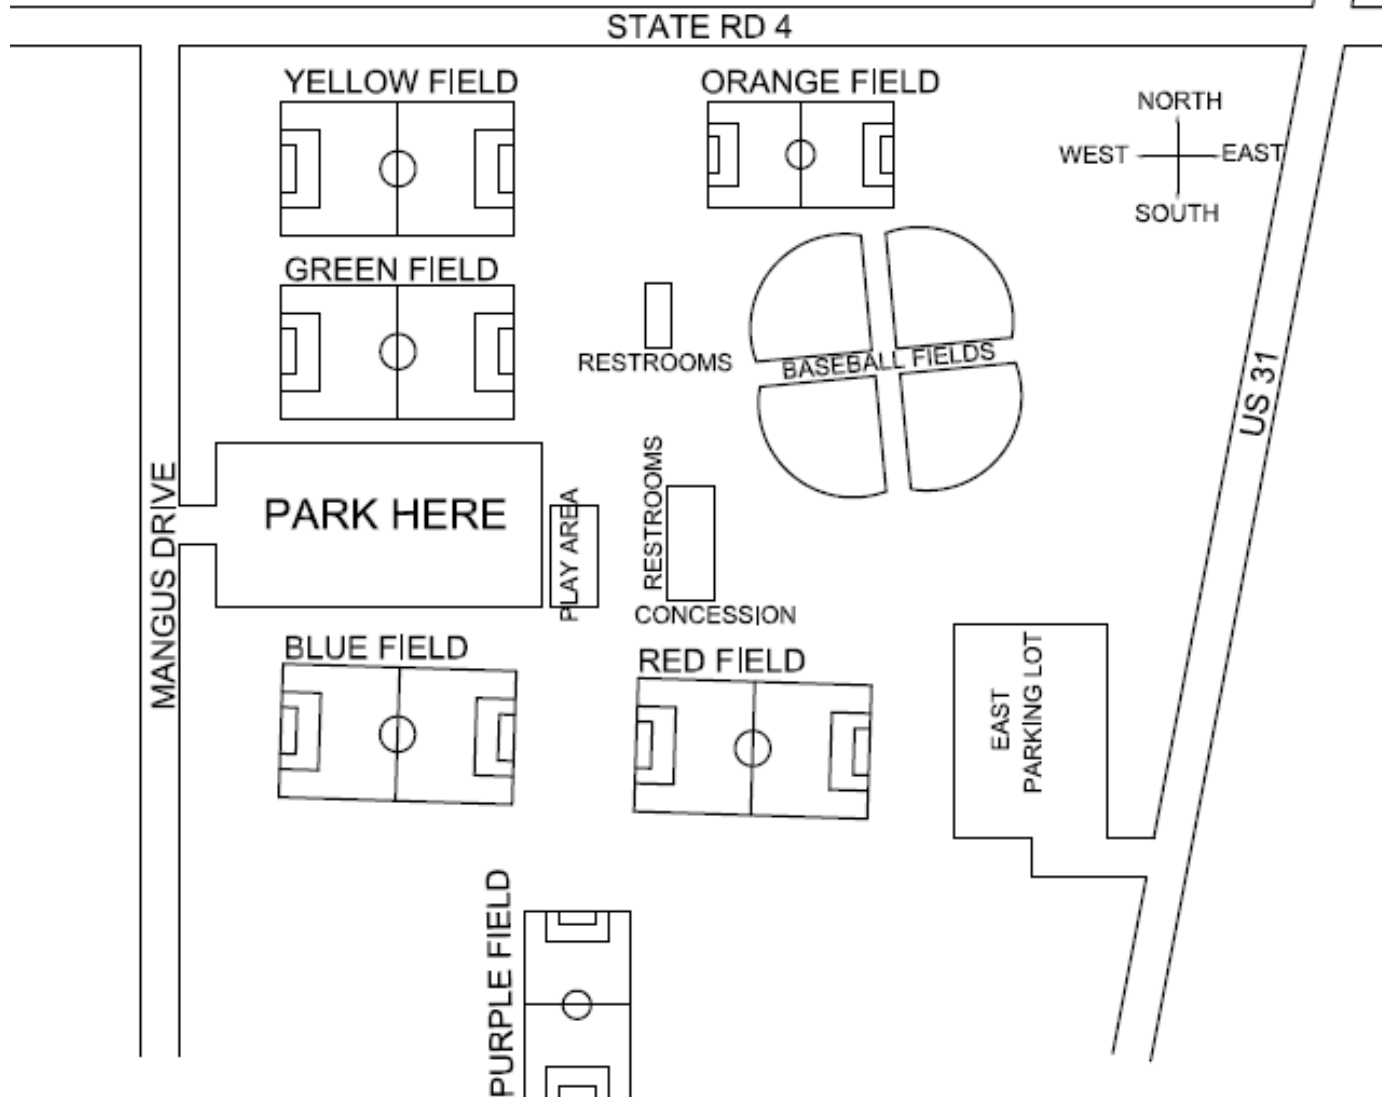 STATE RD 4
YELLOW FIELD
ORANGE FIELD
NORTH
WEST
EAST
SOUTH
GREEN FIELD
RESTROOMS
BASEBALL FIELDS
US 31
MANGUS DRIVE
PARK HERE
PLAY AREA
RESTROOMS
CONCESSION
BLUE FIELD
RED FIELD
EAST
PARKING LOT
PURPLE FIELD